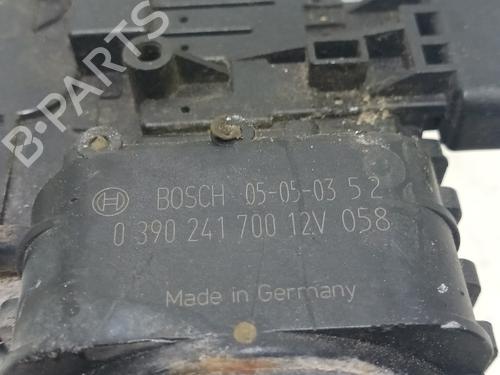 B-PARTS
BOSCH 05-05-03 5 2
0 390 241 700 12V 058
Made in Germany